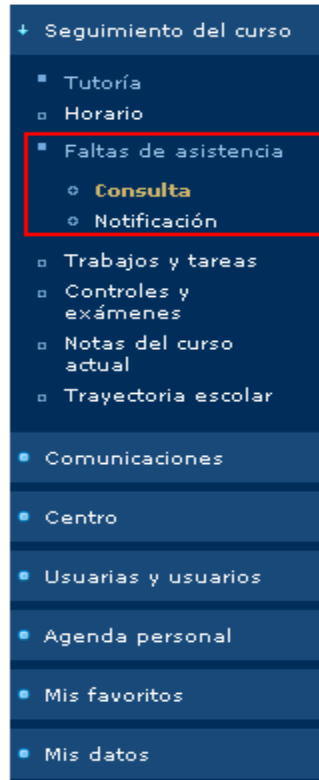 Seguimiento del curso
Tutoría
Horario
Faltas de asistencia
Consulta
Notificación
Trabajos y tareas
Controles y
exámenes
Notas del curso
actual
Trayectoria escolar
Comunicaciones
Centro
Usuarias y usuarios
Agenda personal
Mis favoritos
Mis datos